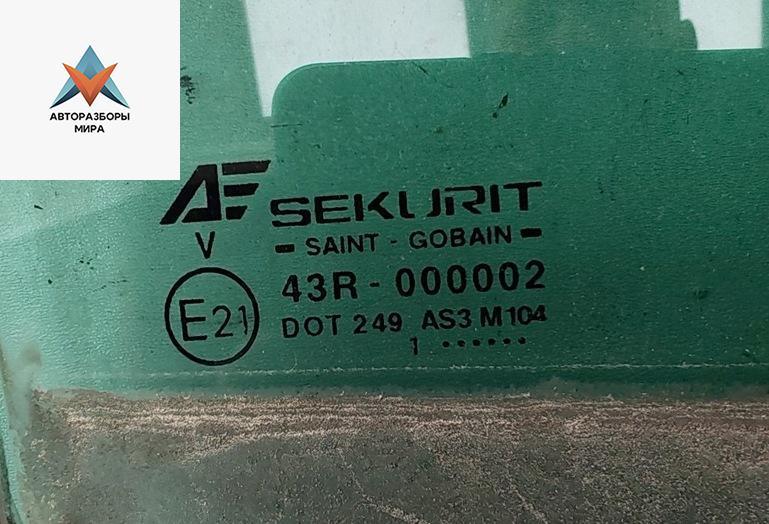 АВТОРАЗБОРЫ
МИРА
SEKURIT
V
SAINT - GOBAIN
43R - 000002
E21
DOT 249 AS3 M104
1 ......